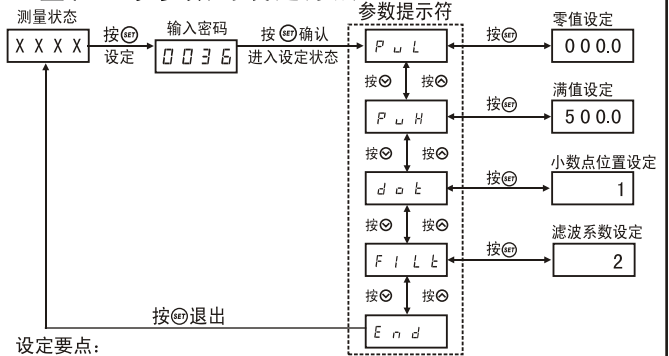 参数提示符
测量状态
X X X X
按SET
设定
输入密码
0036
按SET确认
进入设定状态
PuL
按SET
零值设定
000.0
按 按
PuH
按SET
满值设定
500.0
按 按
dot
按SET
小数点位置设定
1
按 按
FILt
按SET
滤波系数设定
2
按 按
按SET退出
End
设定要点: